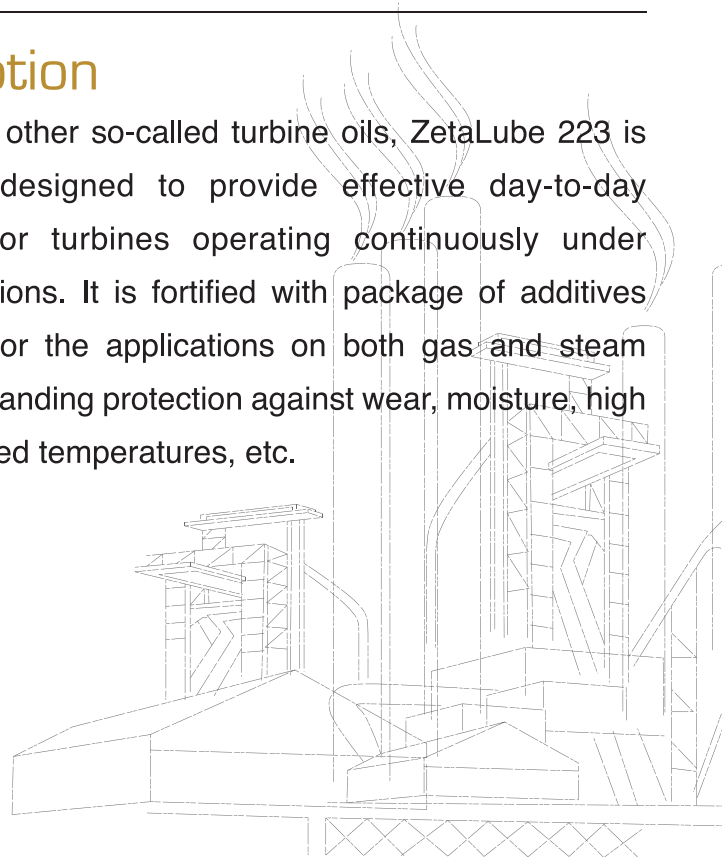 ption
other so-called turbine oils, ZetaLube 223 is
designed to provide effective day-to-day
or turbines operating continuously under
ions. It is fortified with package of additives
or the applications on both gas and steam
anding protection against wear, moisture, high
ed temperatures, etc.